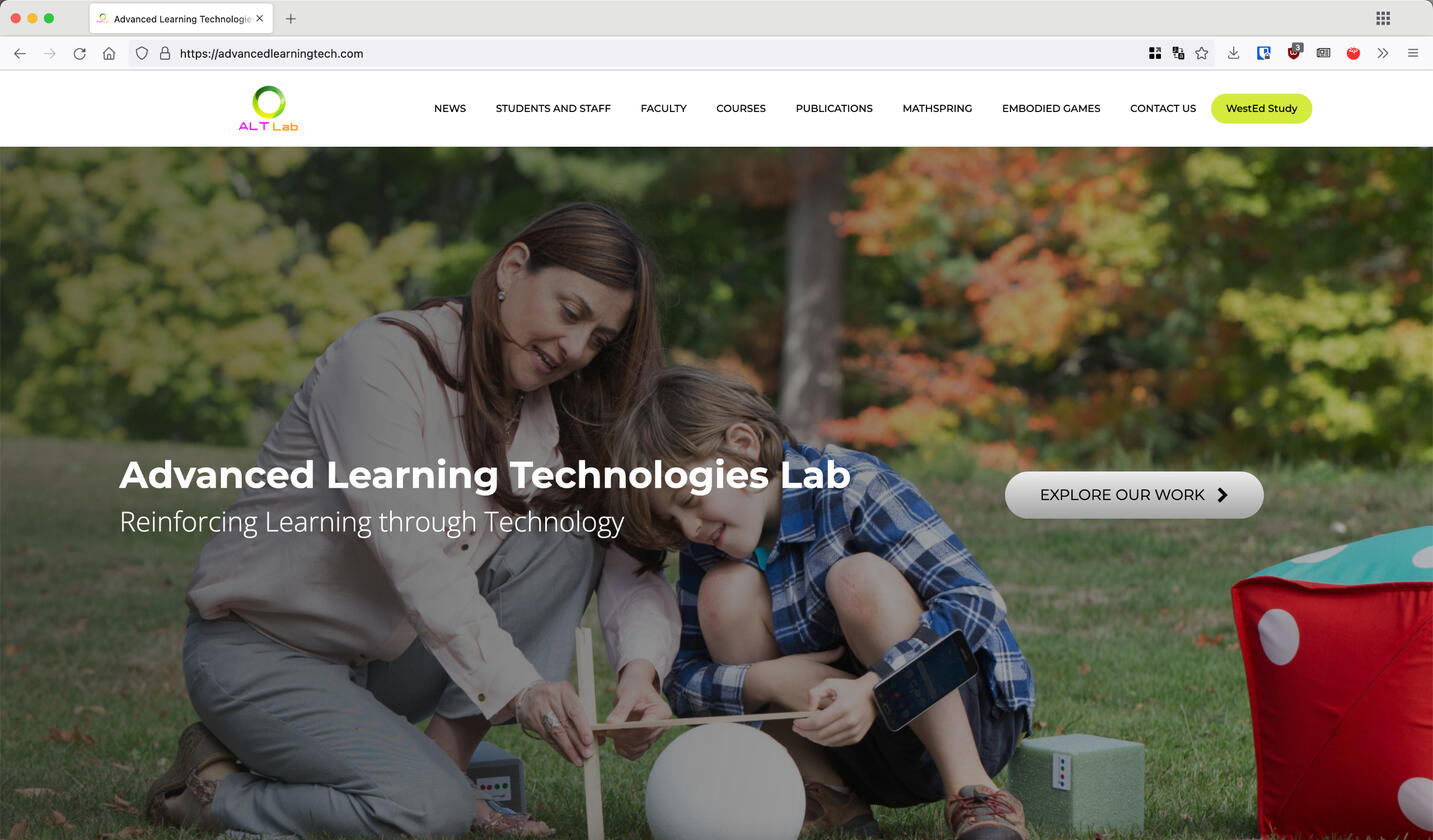 Advanced Learning Technologie
https://advancedlearningtech.com
3
ALT Lab
NEWS
STUDENTS AND STAFF
FACULTY
COURSES
PUBLICATIONS
MATHSPRING
EMBODIED GAMES
CONTACT US
WestEd Study
Advanced Learning Technologies Lab
Reinforcing Learning through Technology
EXPLORE OUR WORK